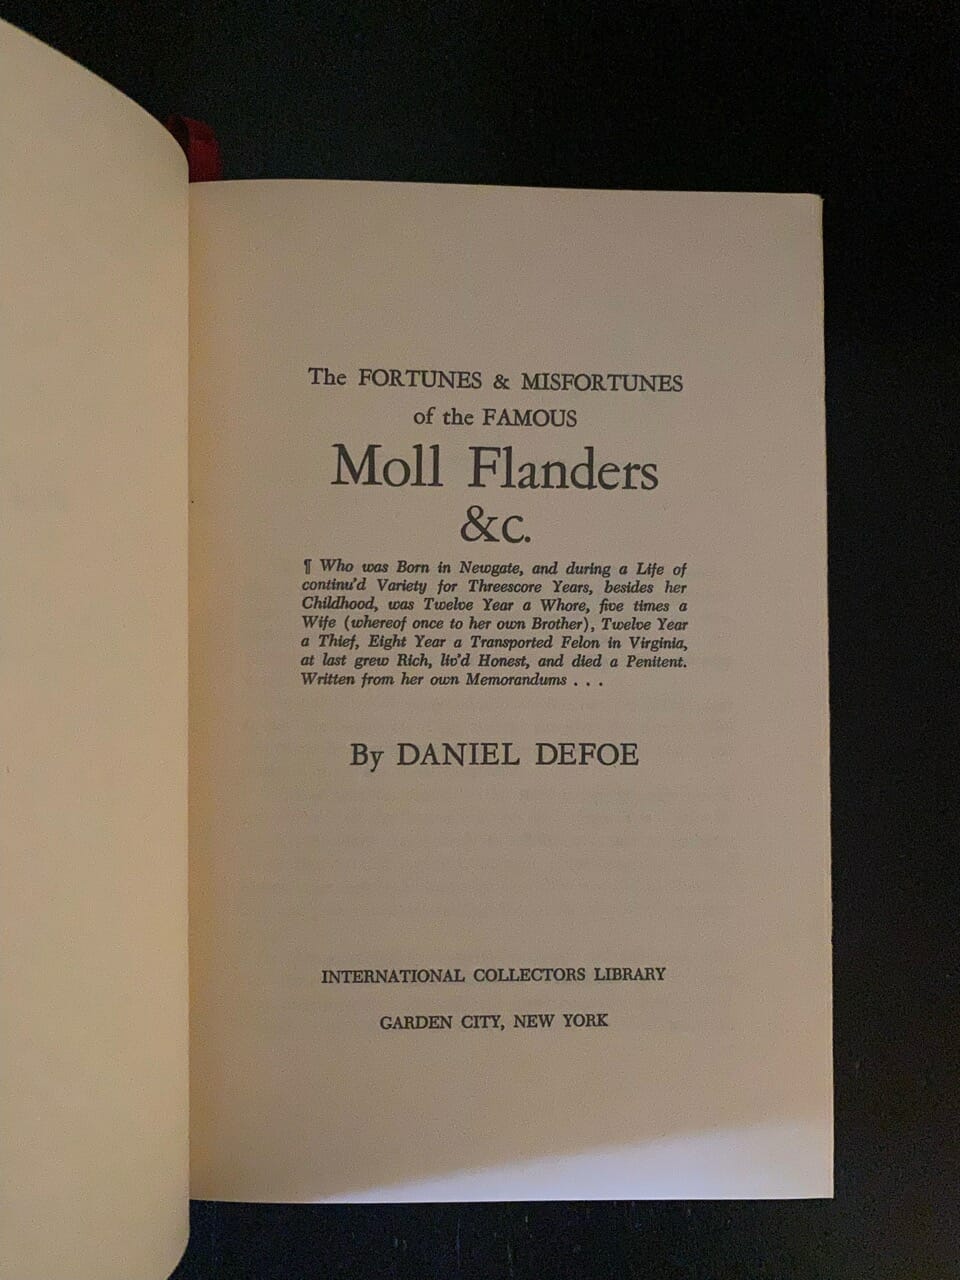 The FORTUNES & MISFORTUNES
of the FAMOUS
Moll Flanders
&c.
¶ Who was Born in Newgate, and during a Life of
continu'd Variety for Threescore Years, besides her
Childhood, was Twelve Year a Whore, five times a
Wife (whereof once to her own Brother), Twelve Year
a Thief, Eight Year a Transported Felon in Virginia,
at last grew Rich, liv'd Honest, and died a Penitent.
Written from her own Memorandums . . .
By DANIEL DEFOE
INTERNATIONAL COLLECTORS LIBRARY
GARDEN CITY, NEW YORK